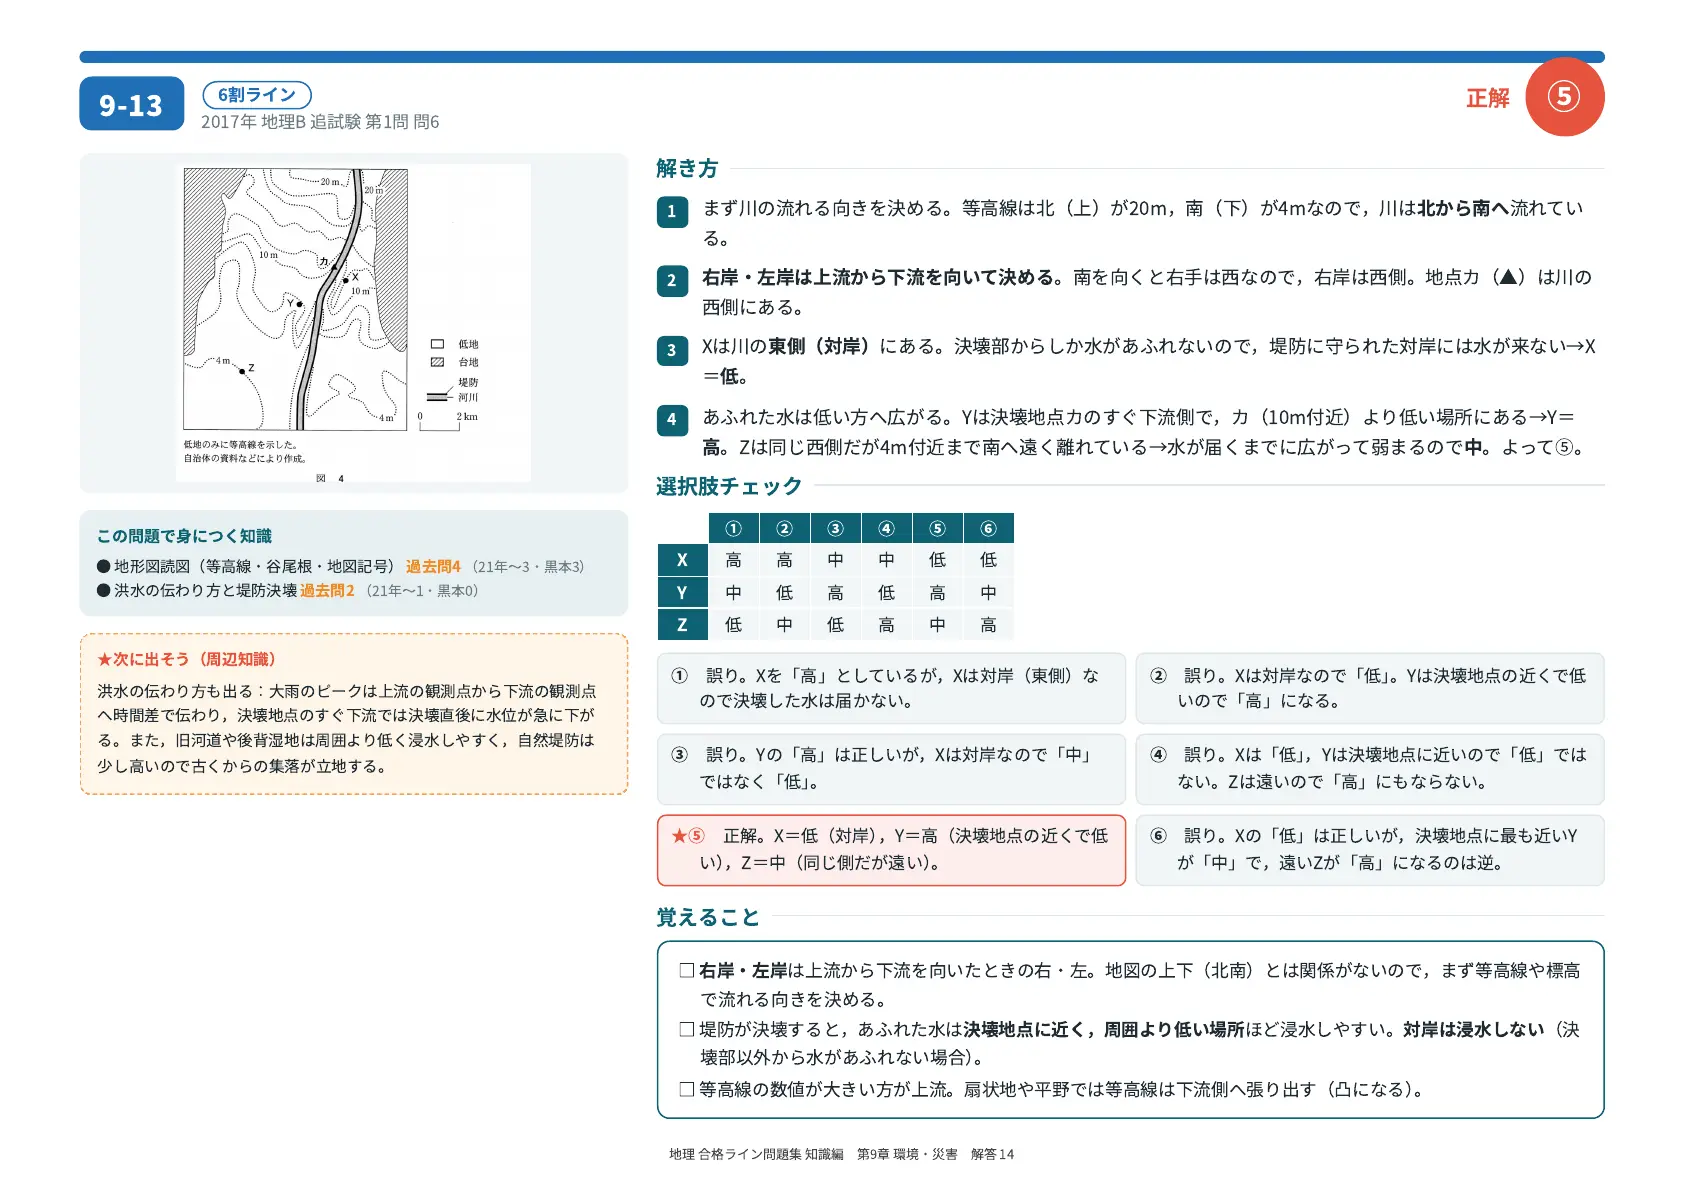 9-13
6割ライン
2017年 地理B 追試験 第1問 問6
正解 ⑤
20 m
20 m
10 m
カ
X
10 m
Y
4 m
Z
4 m
低地
台地
堤防
河川
0 2 km
低地のみに等高線を示した。
自治体の資料などにより作成。
図 4
この問題で身につく知識
● 地形図読図（等高線・谷尾根・地図記号） 過去問4 （21年〜3・黒本3）
● 洪水の伝わり方と堤防決壊 過去問2 （21年〜1・黒本0）
★次に出そう（周辺知識）
洪水の伝わり方も出る：大雨のピークは上流の観測点から下流の観測点
へ時間差で伝わり，決壊地点のすぐ下流では決壊直後に水位が急に下が
る。また，旧河道や後背湿地は周囲より低く浸水しやすく，自然堤防は
少し高いので古くからの集落が立地する。
解き方
1 まず川の流れる向きを決める。等高線は北（上）が20m，南（下）が4mなので，川は北から南へ流れてい
る。
2 右岸・左岸は上流から下流を向いて決める。南を向くと右手は西なので，右岸は西側。地点カ（▲）は川の
西側にある。
3 Xは川の東側（対岸）にある。決壊部からしか水があふれないので，堤防に守られた対岸には水が来ない→X
＝低。
4 あふれた水は低い方へ広がる。Yは決壊地点カのすぐ下流側で，カ（10m付近）より低い場所にある→Y＝
高。Zは同じ西側だが4m付近まで南へ遠く離れている→水が届くまでに広がって弱まるので中。よって⑤。
選択肢チェック
① ② ③ ④ ⑤ ⑥
X 高 高 中 中 低 低
Y 中 低 高 低 高 中
Z 低 中 低 高 中 高
① 誤り。Xを「高」としているが，Xは対岸（東側）な
ので決壊した水は届かない。
② 誤り。Xは対岸なので「低」。Yは決壊地点の近くで低
いので「高」になる。
③ 誤り。Yの「高」は正しいが，Xは対岸なので「中」
ではなく「低」。
④ 誤り。Xは「低」，Yは決壊地点に近いので「低」では
ない。Zは遠いので「高」にもならない。
★⑤ 正解。X＝低（対岸），Y＝高（決壊地点の近くで低
い），Z＝中（同じ側だが遠い）。
⑥ 誤り。Xの「低」は正しいが，決壊地点に最も近いY
が「中」で，遠いZが「高」になるのは逆。
覚えること
□ 右岸・左岸は上流から下流を向いたときの右・左。地図の上下（北南）とは関係がないので，まず等高線や標高
で流れる向きを決める。
□ 堤防が決壊すると，あふれた水は決壊地点に近く，周囲より低い場所ほど浸水しやすい。対岸は浸水しない（決
壊部以外から水があふれない場合）。
□ 等高線の数値が大きい方が上流。扇状地や平野では等高線は下流側へ張り出す（凸になる）。
地理 合格ライン問題集 知識編 第9章 環境・災害 解答14